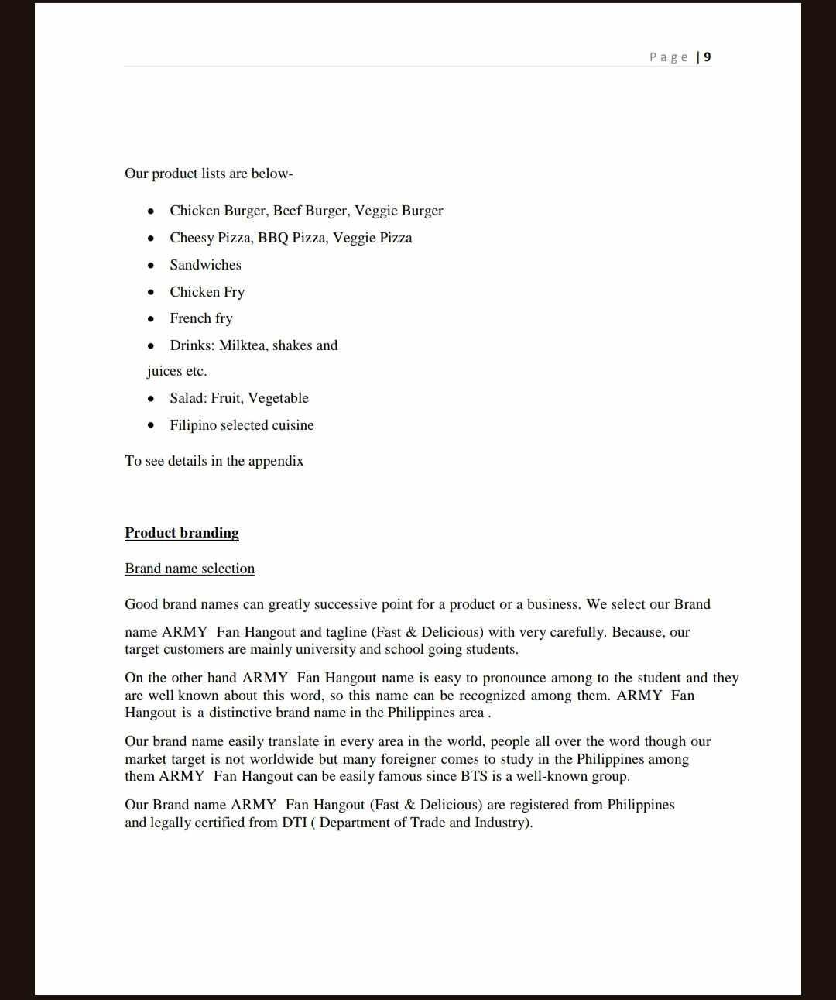 Page | 9
Our product lists are below-
● Chicken Burger, Beef Burger, Veggie Burger
● Cheesy Pizza, BBQ Pizza, Veggie Pizza
● Sandwiches
● Chicken Fry
● French fry
● Drinks: Milktea, shakes and
juices etc.
● Salad: Fruit, Vegetable
● Filipino selected cuisine
To see details in the appendix
Product branding
Brand name selection
Good brand names can greatly successive point for a product or a business. We select our Brand
name ARMY Fan Hangout and tagline (Fast & Delicious) with very carefully. Because, our
target customers are mainly university and school going students.
On the other hand ARMY Fan Hangout name is easy to pronounce among to the student and they
are well known about this word, so this name can be recognized among them. ARMY Fan
Hangout is a distinctive brand name in the Philippines area .
Our brand name easily translate in every area in the world, people all over the word though our
market target is not worldwide but many foreigner comes to study in the Philippines among
them ARMY Fan Hangout can be easily famous since BTS is a well-known group.
Our Brand name ARMY Fan Hangout (Fast & Delicious) are registered from Philippines
and legally certified from DTI ( Department of Trade and Industry).